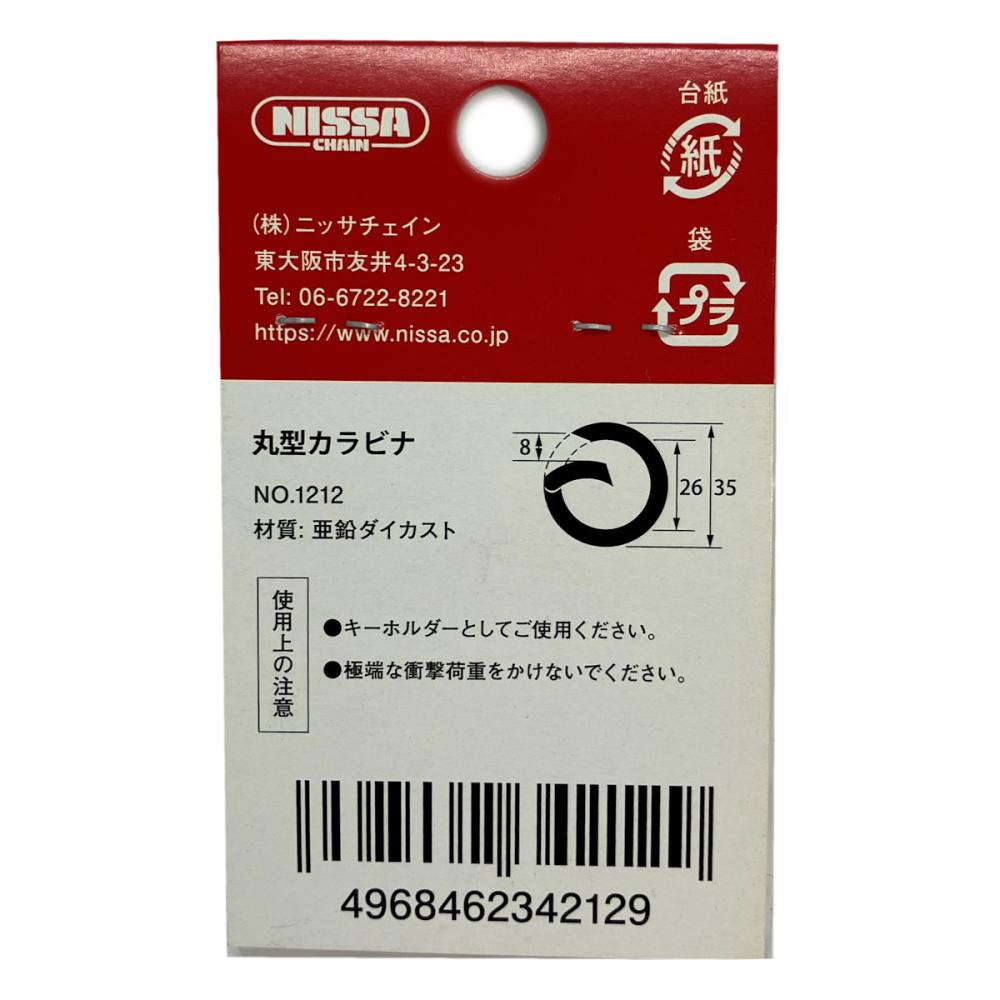 NISSA
CHAIN
台紙
紙
(株)ニッサチェイン
東大阪市友井4-3-23
Tel: 06-6722-8221
https://www.nissa.co.jp
袋
プラ
丸型カラビナ
NO.1212
材質: 亜鉛ダイカスト
8
26
35
使用上の注意
●キーホルダーとしてご使用ください。
●極端な衝撃荷重をかけないでください。
4968462342129